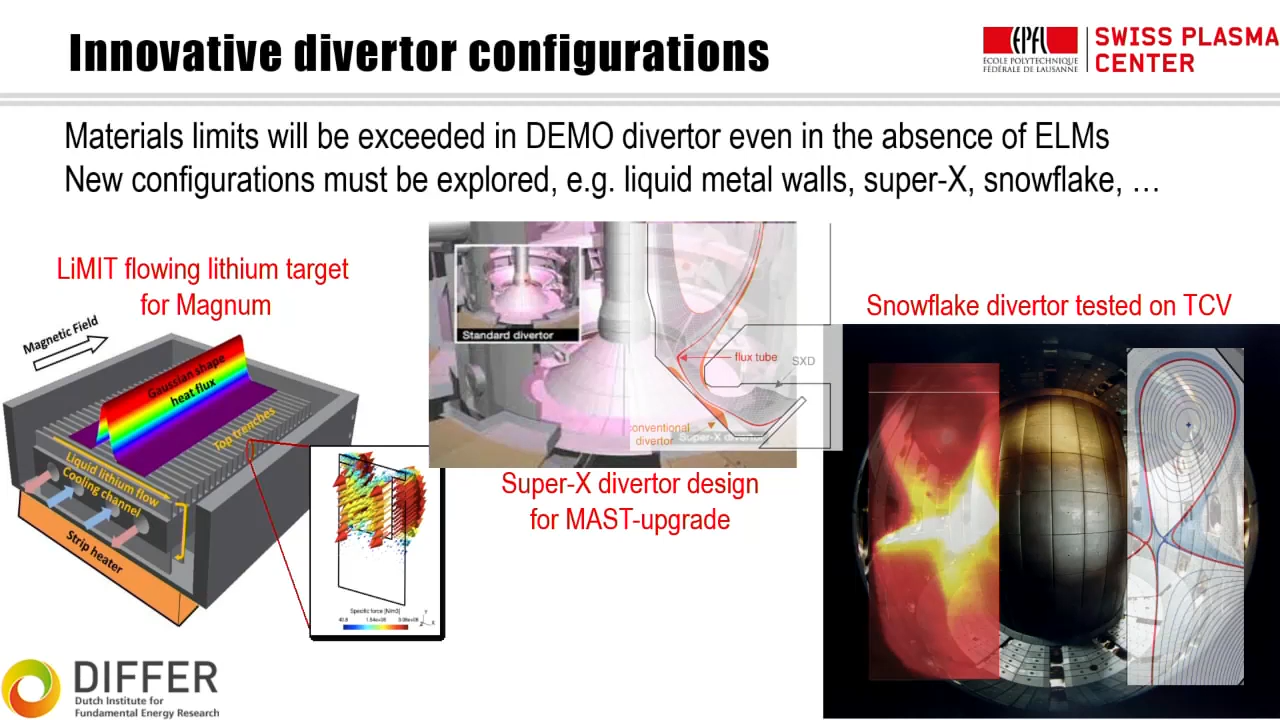 Innovative divertor configurations
EPFL
ÉCOLE POLYTECHNIQUE
FÉDÉRALE DE LAUSANNE
SWISS PLASMA
CENTER
Materials limits will be exceeded in DEMO divertor even in the absence of ELMs
New configurations must be explored, e.g. liquid metal walls, super-X, snowflake, …
LiMIT flowing lithium target
for Magnum
Magnetic Field
Gaussian shape
heat flux
Top trenches
Liquid lithium flow
Cooling channel
Strip heater
Specific force [N/m3]
Y
X
Standard divertor
flux tube
SXD
conventional
divertor
Super-X divertor
Super-X divertor design
for MAST-upgrade
Snowflake divertor tested on TCV
DIFFER
Dutch Institute for
Fundamental Energy Research